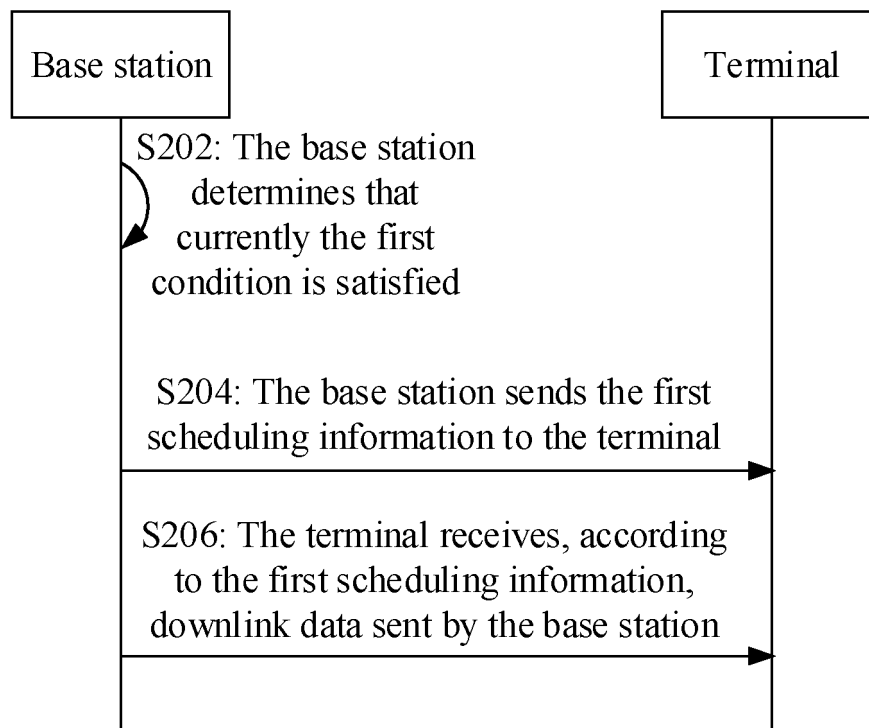 Base station
Terminal
S202: The base station
determines that
currently the first
condition is satisfied
S204: The base station sends the first
scheduling information to the terminal
S206: The terminal receives, according
to the first scheduling information,
downlink data sent by the base station